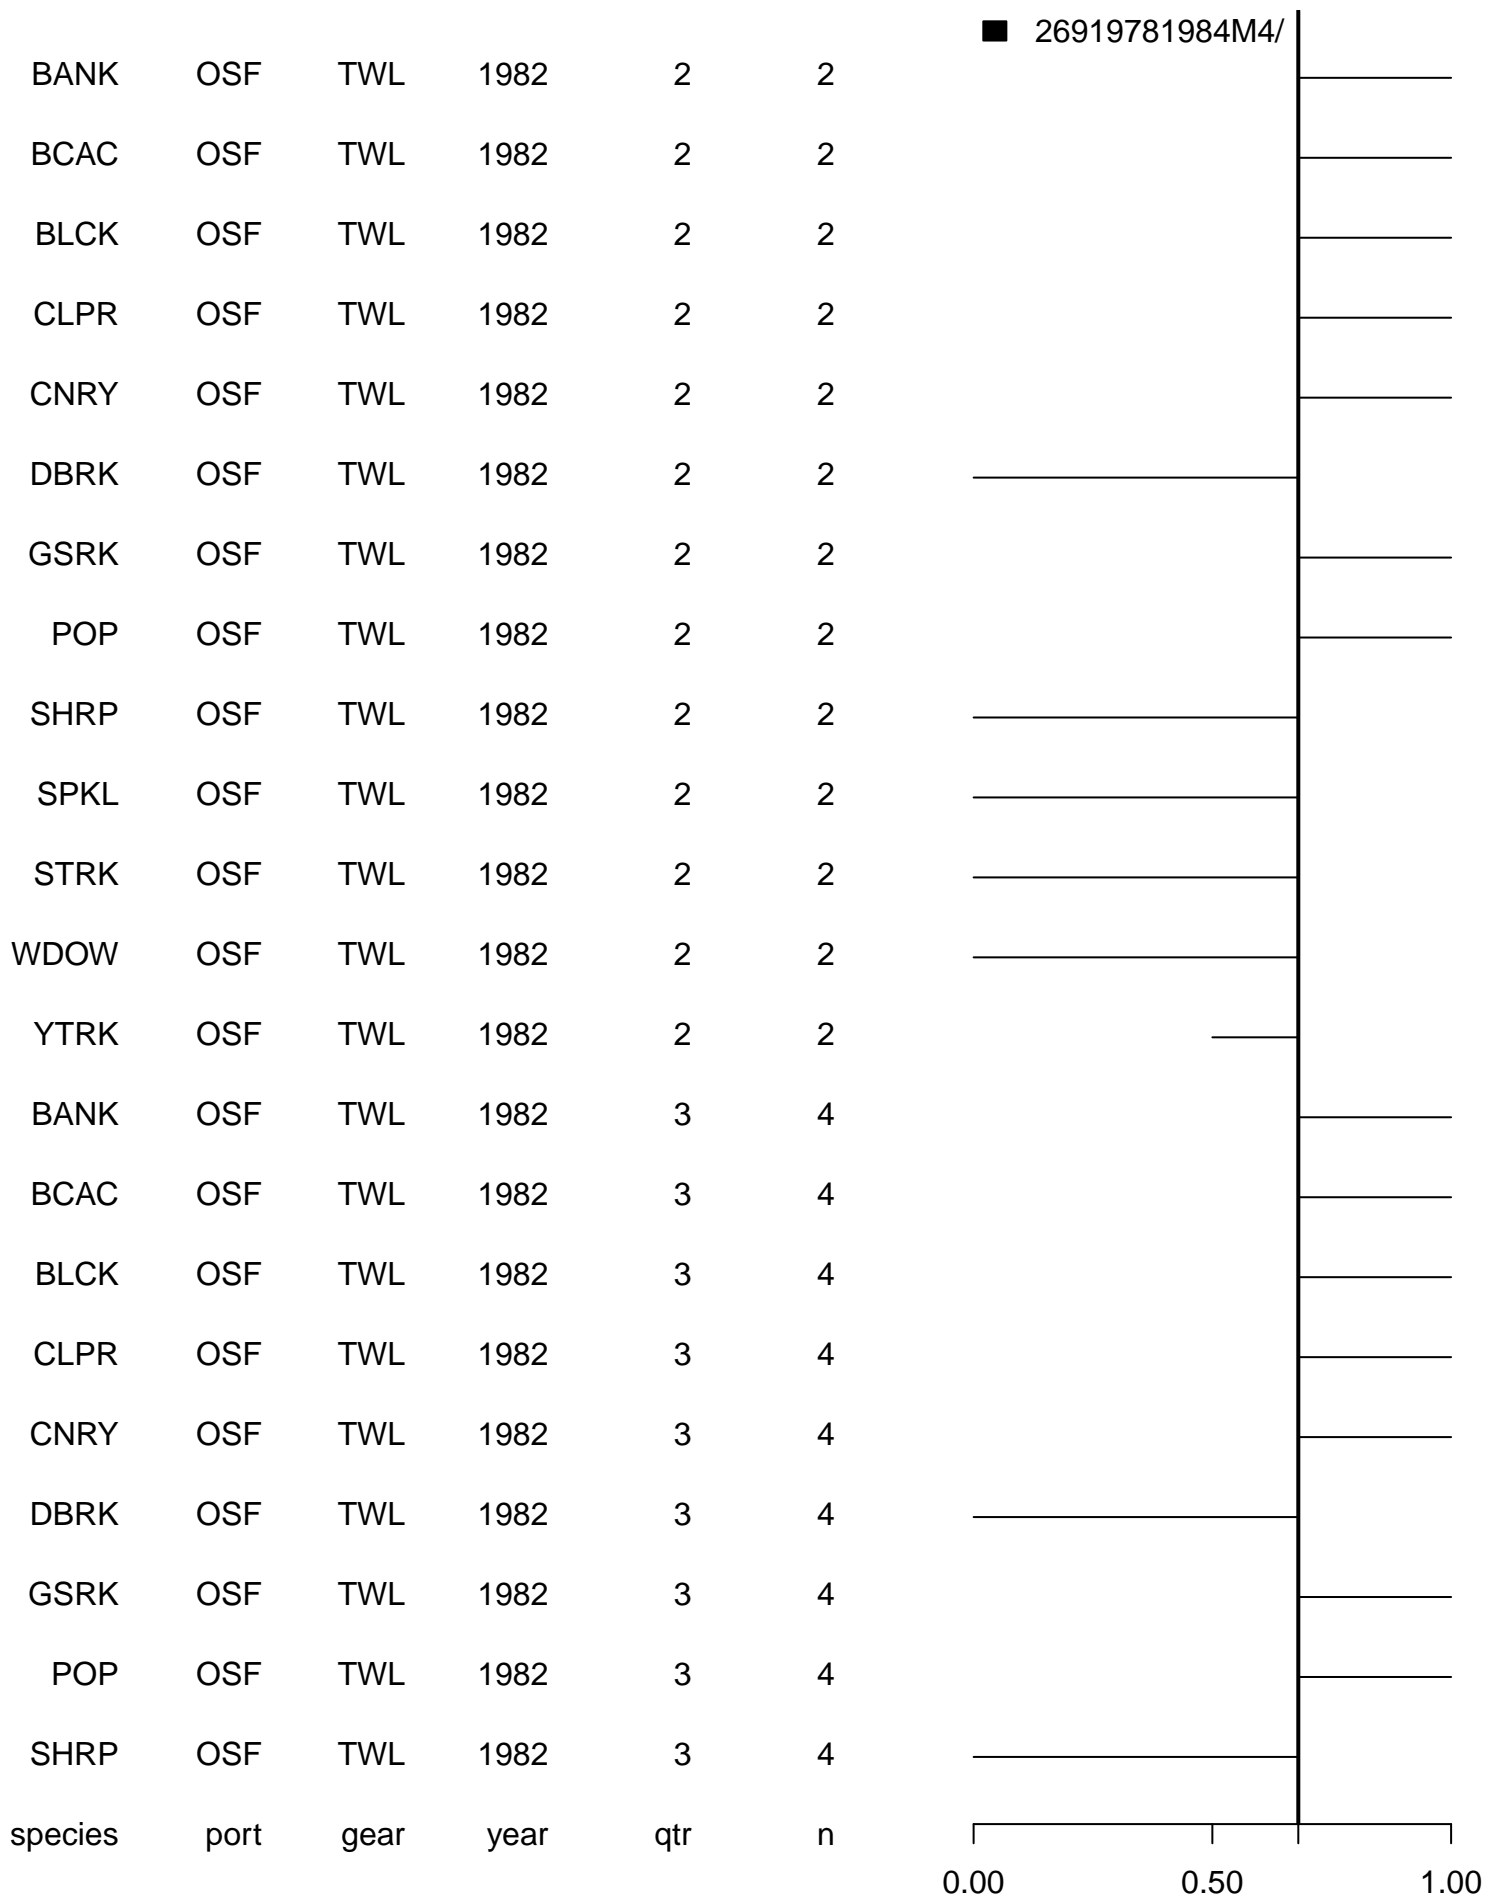 26919781984M4/
BANK OSF TWL 1982 2 2
BCAC OSF TWL 1982 2 2
BLCK OSF TWL 1982 2 2
CLPR OSF TWL 1982 2 2
CNRY OSF TWL 1982 2 2
DBRK OSF TWL 1982 2 2
GSRK OSF TWL 1982 2 2
POP OSF TWL 1982 2 2
SHRP OSF TWL 1982 2 2
SPKL OSF TWL 1982 2 2
STRK OSF TWL 1982 2 2
WDOW OSF TWL 1982 2 2
YTRK OSF TWL 1982 2 2
BANK OSF TWL 1982 3 4
BCAC OSF TWL 1982 3 4
BLCK OSF TWL 1982 3 4
CLPR OSF TWL 1982 3 4
CNRY OSF TWL 1982 3 4
DBRK OSF TWL 1982 3 4
GSRK OSF TWL 1982 3 4
POP OSF TWL 1982 3 4
SHRP OSF TWL 1982 3 4
species port gear year qtr n
0.00 0.50 1.00